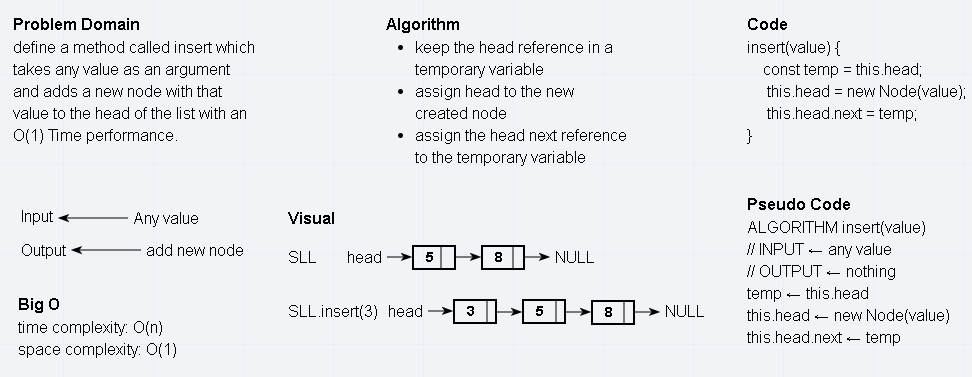 Problem Domain
define a method called insert which
takes any value as an argument
and adds a new node with that
value to the head of the list with an
O(1) Time performance.
Algorithm
• keep the head reference in a
temporary variable
• assign head to the new
created node
• assign the head next reference
to the temporary variable
Code
insert(value) {
const temp = this.head;
this.head = new Node(value);
this.head.next = temp;
}
Input ← Any value
Output ← add new node
Big O
time complexity: O(n)
space complexity: O(1)
Visual
SLL head → 5 → 8 → NULL
SLL.insert(3) head → 3 → 5 → 8 → NULL
Pseudo Code
ALGORITHM insert(value)
// INPUT ← any value
// OUTPUT ← nothing
temp ← this.head
this.head ← new Node(value)
this.head.next ← temp